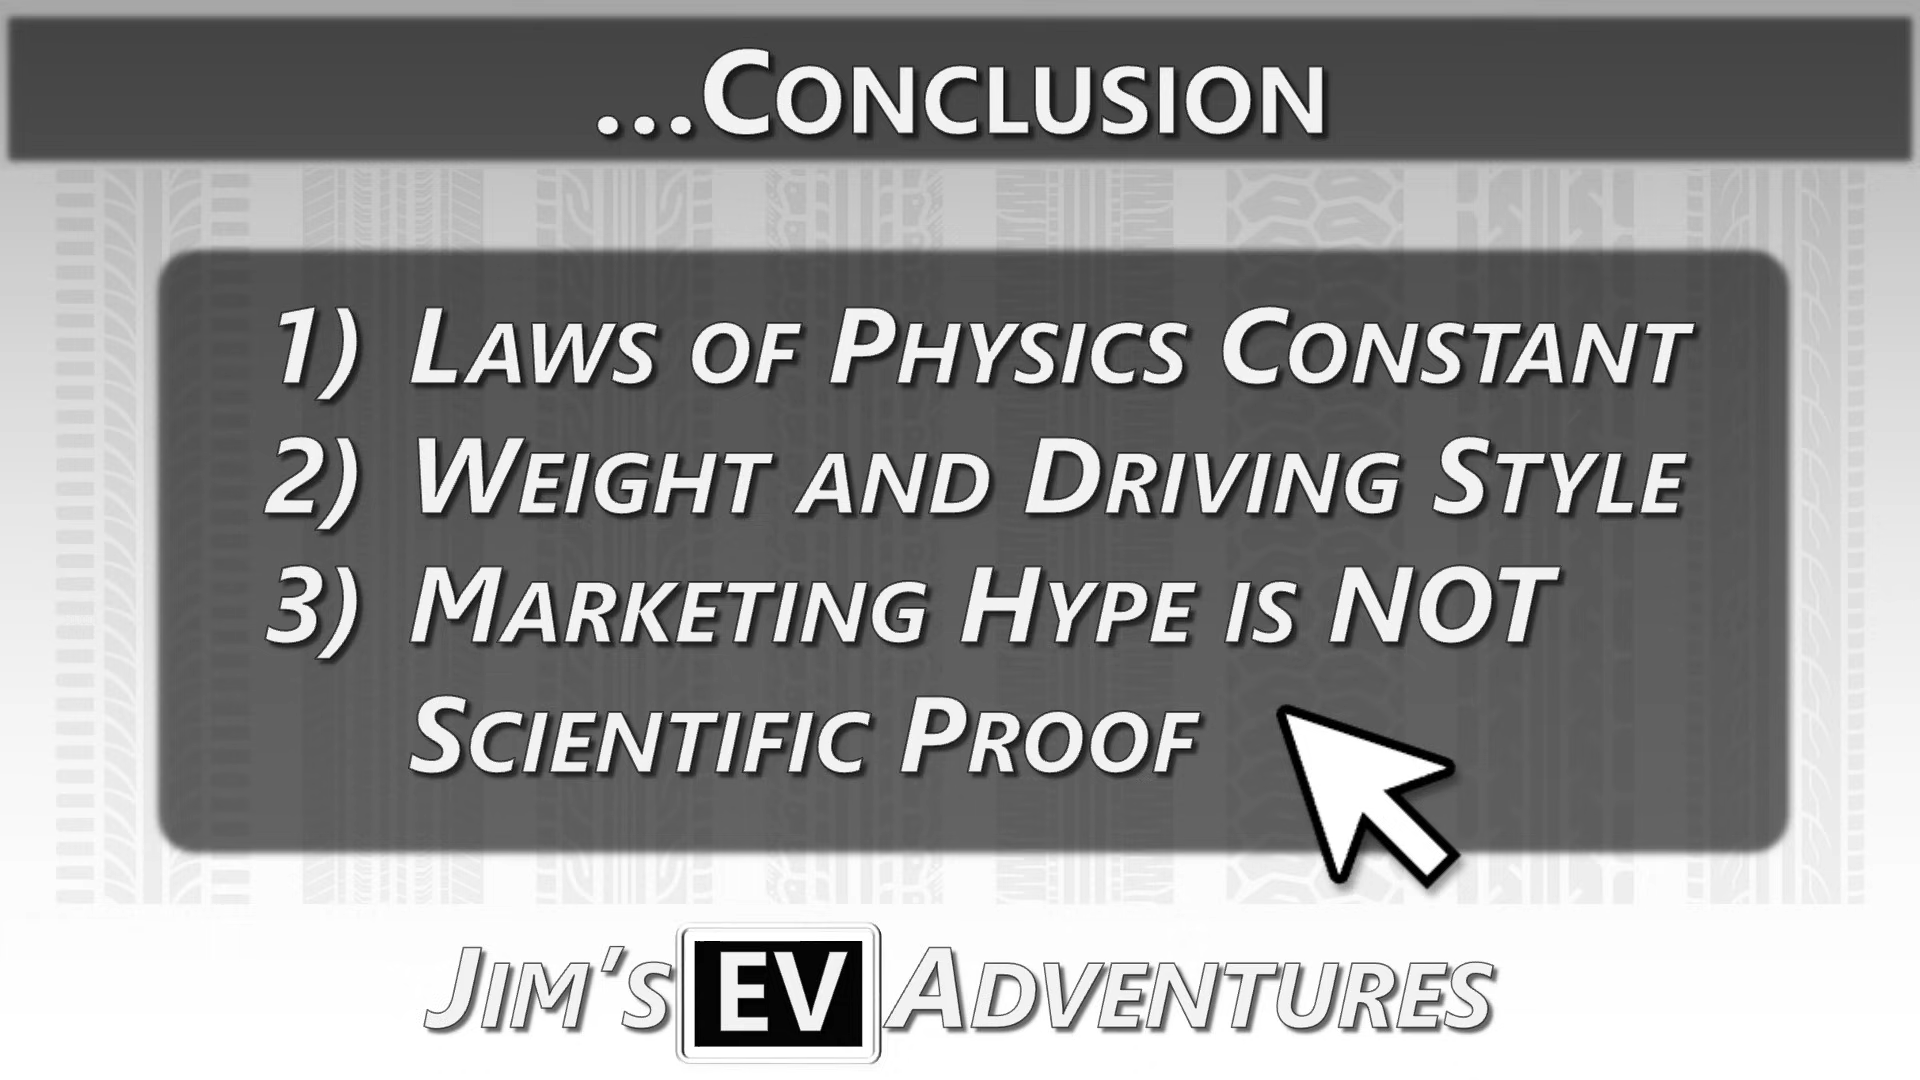 ...Conclusion
1) Laws of Physics Constant
2) Weight and Driving Style
3) Marketing Hype is NOT
Scientific Proof
Jim's EV Adventures